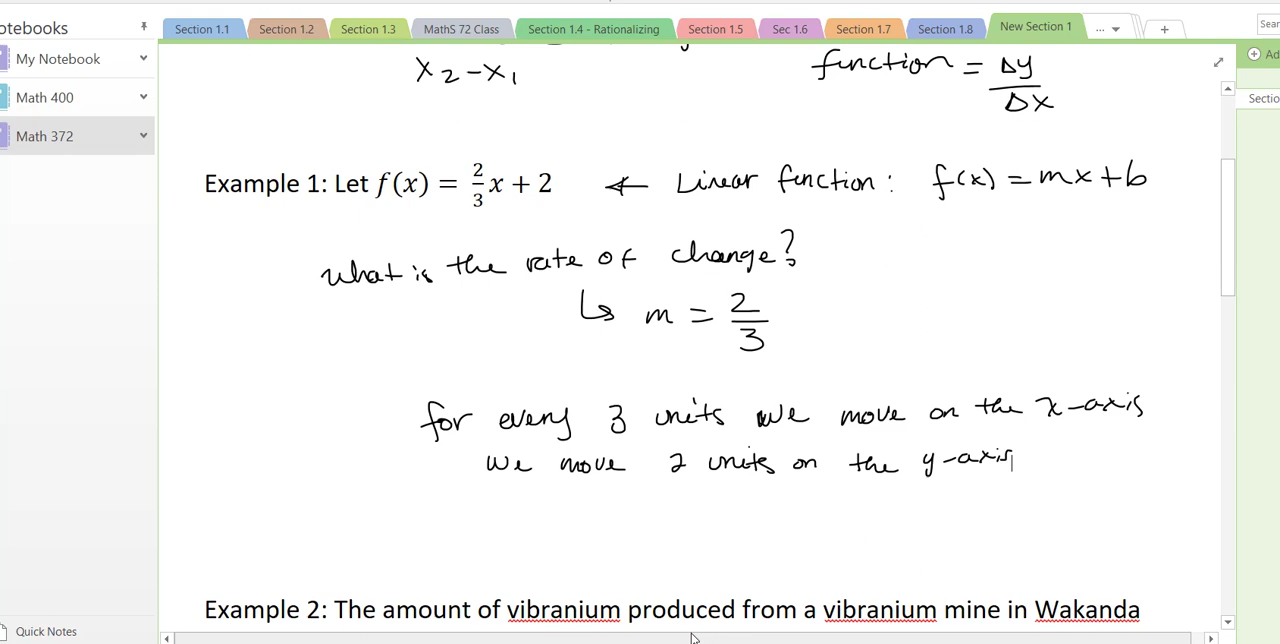 otebooks
Section 1.1
Section 1.2
Section 1.3
MathS 72 Class
Section 1.4 - Rationalizing
Section 1.5
Sec 1.6
Section 1.7
Section 1.8
New Section 1
...
+
Sear
My Notebook
Math 400
Math 372
Ad
Sectio
x₂ - x₁
function = Δy
Δx
Example 1: Let f(x) = 2/3 x + 2 ← Linear function: f(x) = mx + b
what is the rate of change?
↳ m = 2/3
for every 3 units we move on the x-axis
we move 2 units on the y-axis
Example 2: The amount of vibranium produced from a vibranium mine in Wakanda
Quick Notes